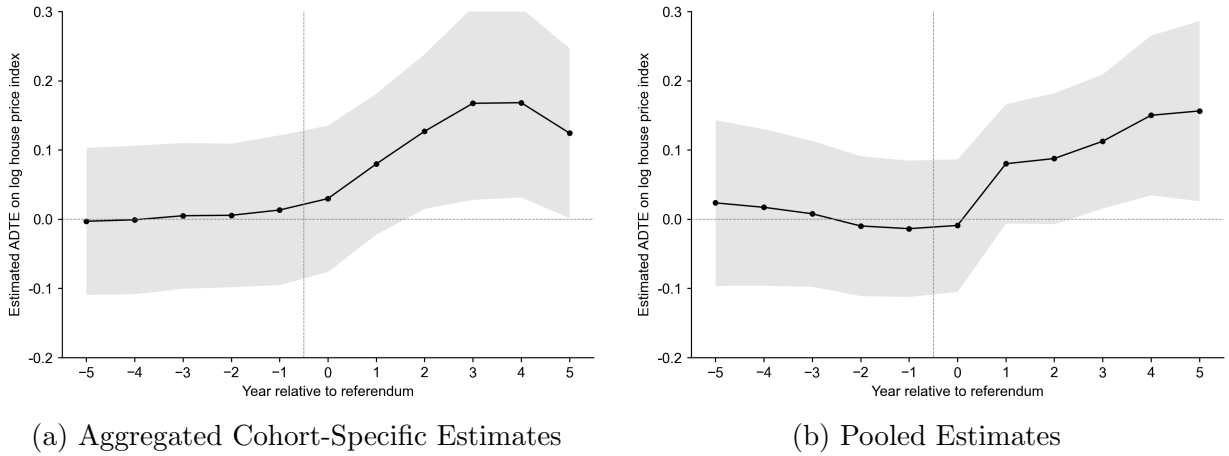 Estimated ADTE on log house price index
0.3
0.2
0.1
0.0
-0.1
-0.2
−5 −4 −3 −2 −1 0 1 2 3 4 5
Year relative to referendum
(a) Aggregated Cohort-Specific Estimates
Estimated ADTE on log house price index
0.3
0.2
0.1
0.0
-0.1
-0.2
−5 −4 −3 −2 −1 0 1 2 3 4 5
Year relative to referendum
(b) Pooled Estimates